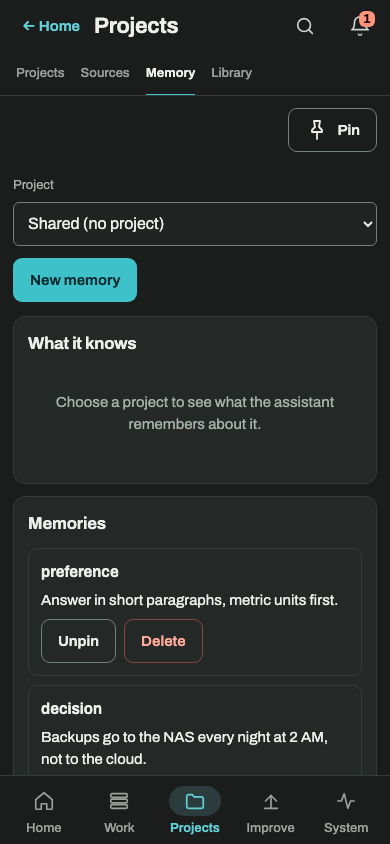 ← Home Projects 1
Projects Sources Memory Library
Pin
Project
Shared (no project)
New memory
What it knows
Choose a project to see what the assistant
remembers about it.
Memories
preference
Answer in short paragraphs, metric units first.
Unpin Delete
decision
Backups go to the NAS every night at 2 AM,
not to the cloud.
Home Work Projects Improve System